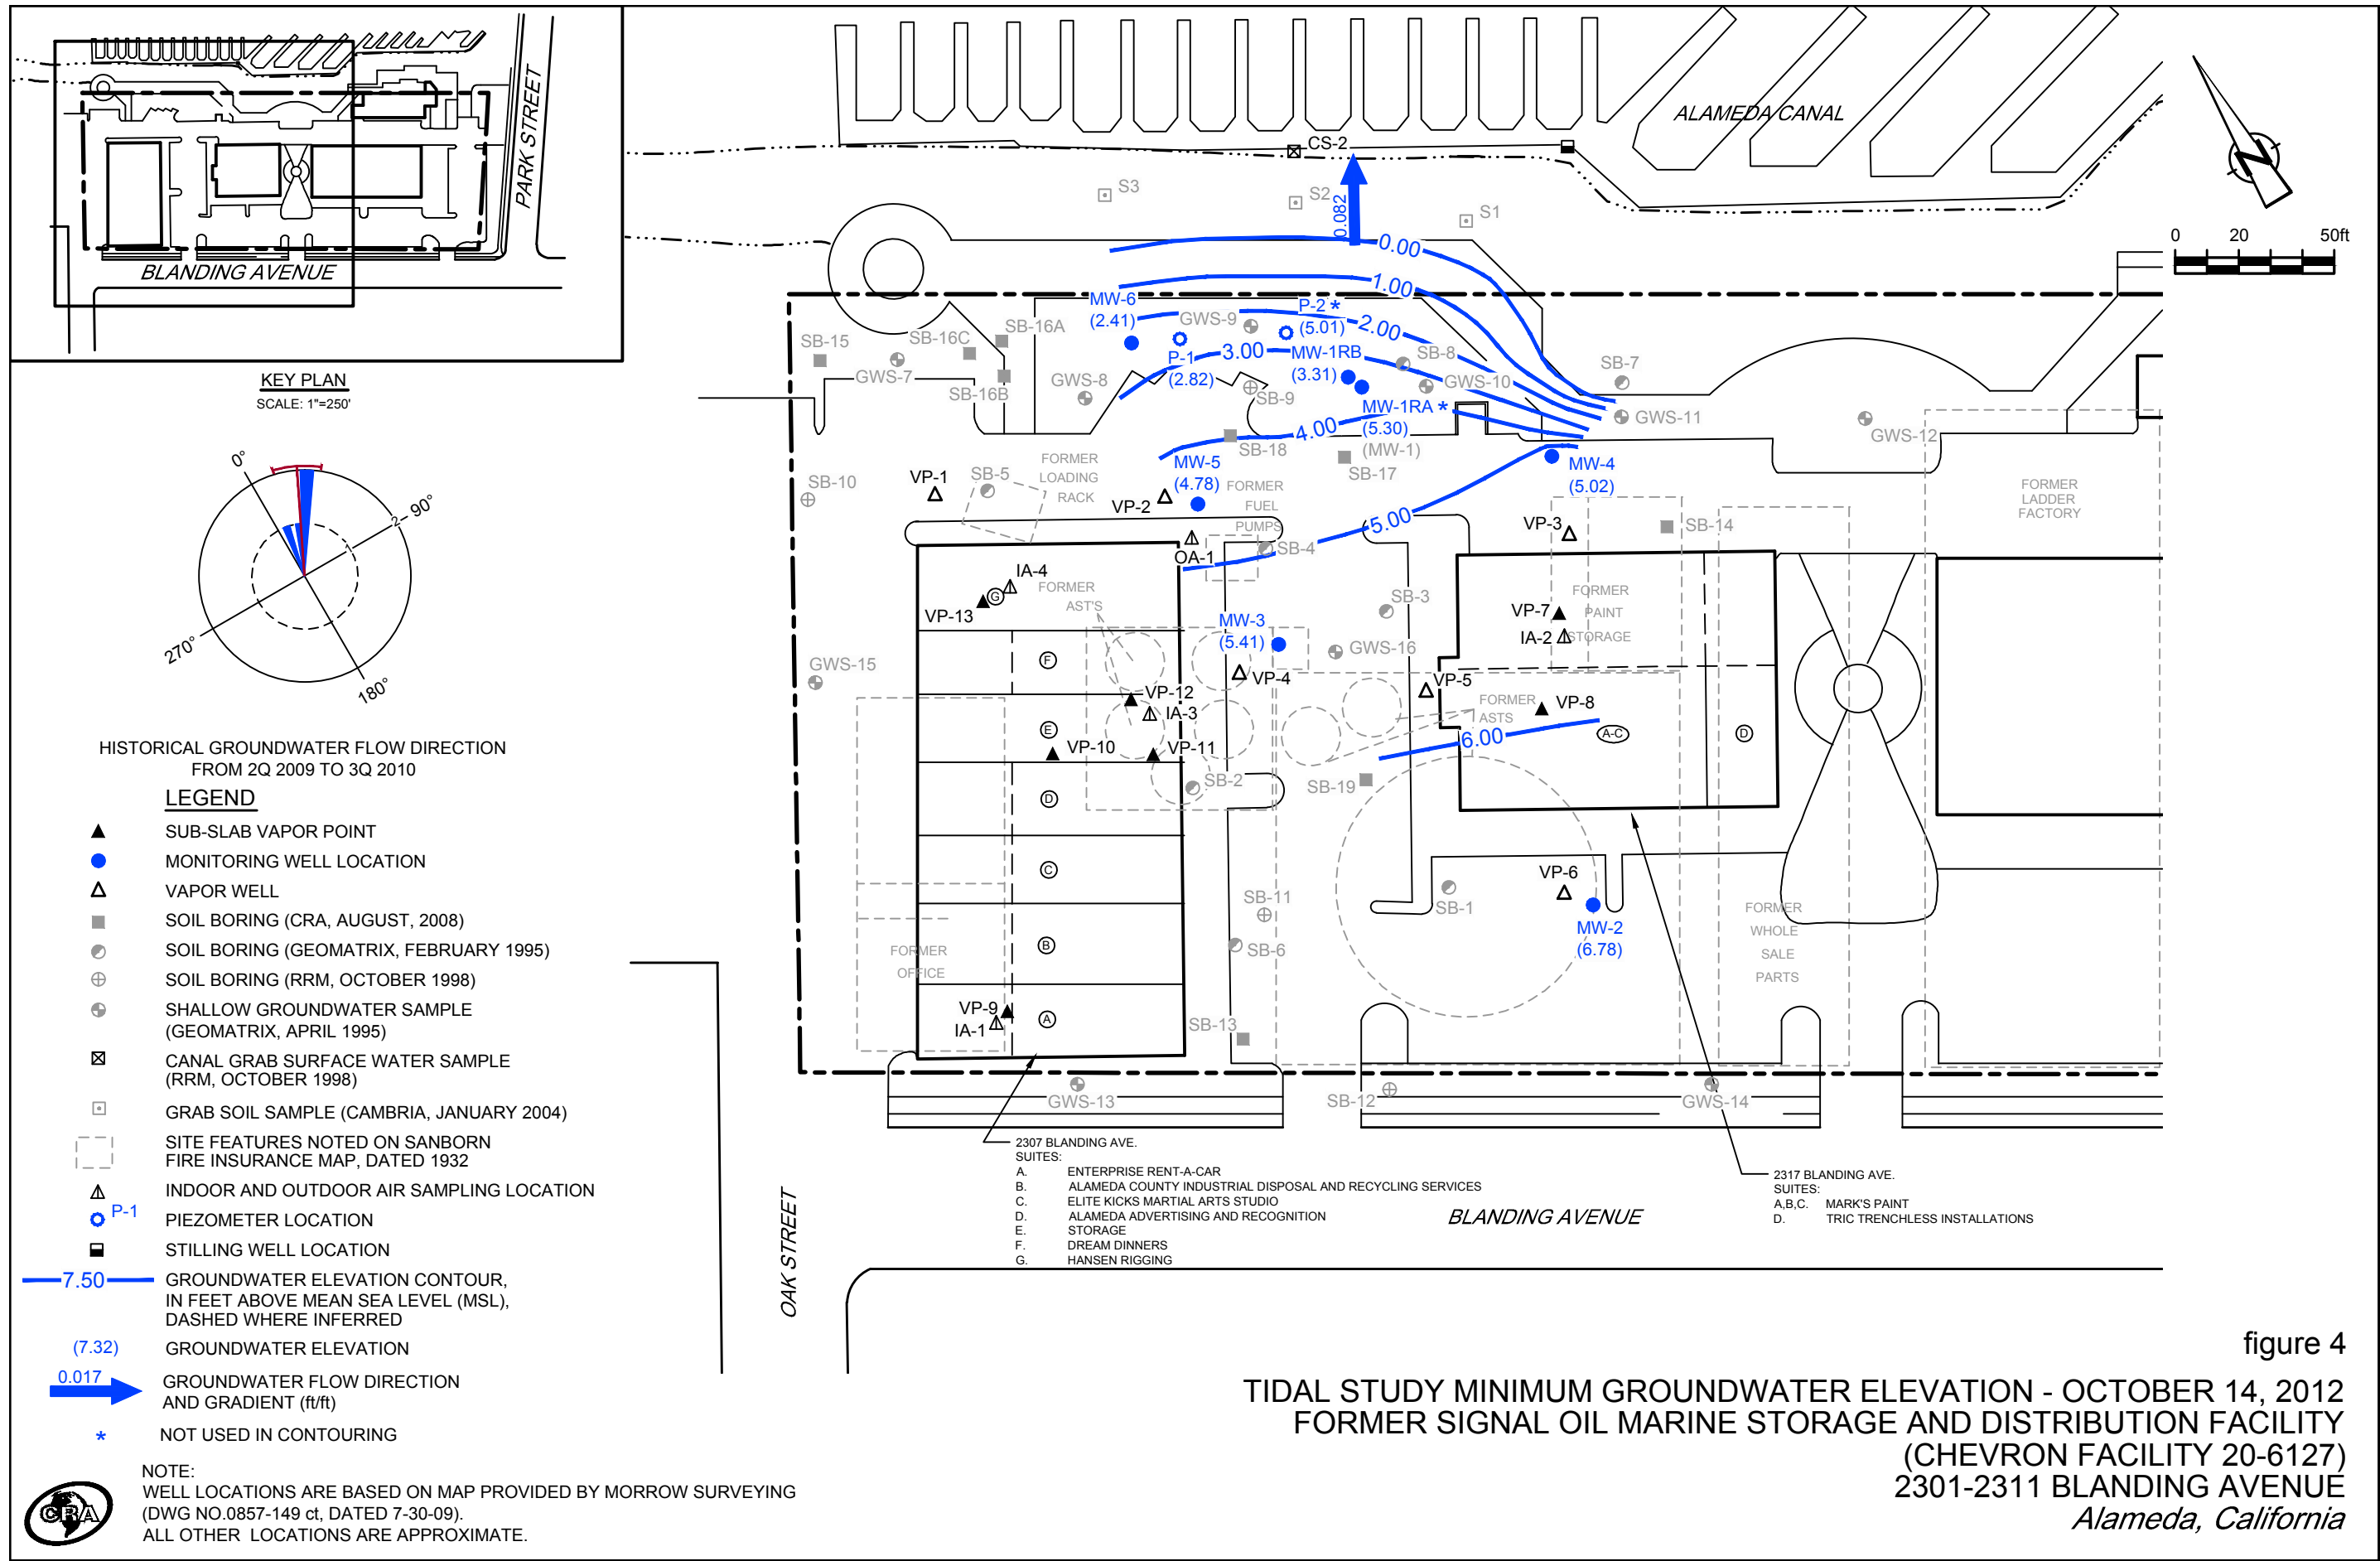 PARK STREET
BLANDING AVENUE
KEY PLAN
SCALE: 1"=250'
0°
2
90°
270°
180°
HISTORICAL GROUNDWATER FLOW DIRECTION
FROM 2Q 2009 TO 3Q 2010
LEGEND
SUB-SLAB VAPOR POINT
MONITORING WELL LOCATION
VAPOR WELL
SOIL BORING (CRA, AUGUST, 2008)
SOIL BORING (GEOMATRIX, FEBRUARY 1995)
SOIL BORING (RRM, OCTOBER 1998)
SHALLOW GROUNDWATER SAMPLE
(GEOMATRIX, APRIL 1995)
CANAL GRAB SURFACE WATER SAMPLE
(RRM, OCTOBER 1998)
GRAB SOIL SAMPLE (CAMBRIA, JANUARY 2004)
SITE FEATURES NOTED ON SANBORN
FIRE INSURANCE MAP, DATED 1932
INDOOR AND OUTDOOR AIR SAMPLING LOCATION
P-1
PIEZOMETER LOCATION
STILLING WELL LOCATION
7.50
GROUNDWATER ELEVATION CONTOUR,
IN FEET ABOVE MEAN SEA LEVEL (MSL),
DASHED WHERE INFERRED
(7.32)
GROUNDWATER ELEVATION
0.017
GROUNDWATER FLOW DIRECTION
AND GRADIENT (ft/ft)
* NOT USED IN CONTOURING
NOTE:
WELL LOCATIONS ARE BASED ON MAP PROVIDED BY MORROW SURVEYING
(DWG NO.0857-149 ct, DATED 7-30-09).
ALL OTHER LOCATIONS ARE APPROXIMATE.
CRA
ALAMEDA CANAL
N
0 20 50ft
CS-2
S3
S2
S1
0.082
0.00
1.00
2.00
3.00
4.00
5.00
6.00
MW-6
(2.41)
GWS-9
P-2 *
(5.01)
P-1
(2.82)
MW-1RB
(3.31)
SB-8
GWS-10
MW-1RA *
(5.30)
(MW-1)
SB-7
GWS-11
GWS-12
SB-15
SB-16C
SB-16A
GWS-7
SB-16B
GWS-8
SB-9
SB-18
SB-17
MW-4
(5.02)
MW-5
(4.78)
SB-10
VP-1
SB-5
FORMER
LOADING
RACK
VP-2
FORMER
FUEL
PUMPS
OA-1
SB-4
VP-3
SB-14
FORMER
LADDER
FACTORY
IA-4
G
VP-13
FORMER
AST'S
SB-3
MW-3
(5.41)
GWS-16
VP-4
VP-7
IA-2
FORMER
PAINT
STORAGE
GWS-15
F
VP-12
IA-3
VP-5
FORMER
ASTS
VP-8
E
VP-10
VP-11
A-C
D
SB-2
SB-19
D
C
VP-6
SB-1
SB-11
MW-2
(6.78)
FORMER
WHOLE
SALE
PARTS
B
SB-6
FORMER
OFFICE
VP-9
IA-1
A
SB-13
GWS-13
SB-12
GWS-14
2307 BLANDING AVE.
SUITES:
A. ENTERPRISE RENT-A-CAR
B. ALAMEDA COUNTY INDUSTRIAL DISPOSAL AND RECYCLING SERVICES
C. ELITE KICKS MARTIAL ARTS STUDIO
D. ALAMEDA ADVERTISING AND RECOGNITION
E. STORAGE
F. DREAM DINNERS
G. HANSEN RIGGING
2317 BLANDING AVE.
SUITES:
A,B,C. MARK'S PAINT
D. TRIC TRENCHLESS INSTALLATIONS
BLANDING AVENUE
OAK STREET
figure 4
TIDAL STUDY MINIMUM GROUNDWATER ELEVATION - OCTOBER 14, 2012
FORMER SIGNAL OIL MARINE STORAGE AND DISTRIBUTION FACILITY
(CHEVRON FACILITY 20-6127)
2301-2311 BLANDING AVENUE
Alameda, California